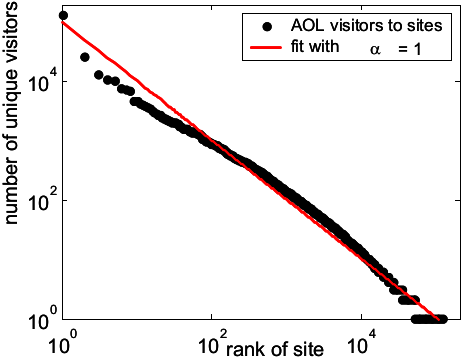 AOL visitors to sites
fit with α = 1
number of unique visitors
10^4
10^2
10^0
10^0 10^2 10^4
rank of site